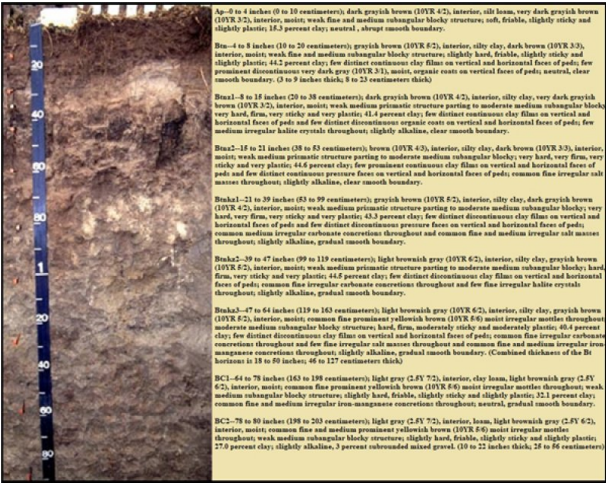 20
40
60
80
1
20
40
60
80
Ap--0 to 4 inches (0 to 10 centimeters); dark grayish brown (10YR 4/2), interior, silt loam, very dark grayish brown
(10YR 3/2), interior, moist; weak fine and medium subangular blocky structure; soft, friable, slightly sticky and
slightly plastic; 15.3 percent clay; neutral , abrupt smooth boundary.
Btn--4 to 8 inches (10 to 20 centimeters); grayish brown (10YR 5/2), interior, silty clay, dark brown (10YR 3/3),
interior, moist; weak fine and medium subangular blocky structure; slightly hard, friable, slightly sticky and
slightly plastic; 44.2 percent clay; few distinct continuous clay films on vertical and horizontal faces of peds; few
prominent discontinuous very dark gray (10YR 3/1), moist, organic coats on vertical faces of peds; neutral, clear
smooth boundary. (3 to 9 inches thick; 8 to 23 centimeters thick)
Btnz1--8 to 15 inches (20 to 38 centimeters); dark grayish brown (10YR 4/2), interior, silty clay, very dark grayish
brown (10YR 3/2), interior, moist; weak medium prismatic structure parting to moderate medium subangular blocky;
very hard, firm, very sticky and very plastic; 41.4 percent clay; few distinct continuous clay films on vertical and
horizontal faces of peds and few distinct discontinuous organic coats on vertical and horizontal faces of peds; few
medium irregular halite crystals throughout; slightly alkaline, clear smooth boundary.
Btnz2--15 to 21 inches (38 to 53 centimeters); brown (10YR 4/3), interior, silty clay, dark brown (10YR 3/3), interior,
moist; weak medium prismatic structure parting to moderate medium subangular blocky; very hard, very firm, very
sticky and very plastic; 44.6 percent clay; few prominent continuous clay films on vertical and horizontal faces of
peds and few distinct continuous pressure faces on vertical faces of peds; common fine irregular salt
masses throughout; slightly alkaline, clear smooth boundary.
Btnkz1--21 to 39 inches (53 to 99 centimeters); grayish brown (10YR 5/2), interior, silty clay, dark grayish brown
(10YR 4/2), interior, moist; weak medium prismatic structure parting to moderate medium subangular blocky; very
hard, very firm, very sticky and very plastic; 43.3 percent clay; few distinct discontinuous clay films on vertical and
horizontal faces of peds and few distinct discontinuous pressure faces on vertical and horizontal faces of peds;
common medium irregular carbonate concretions throughout and common fine and medium irregular salt masses
throughout; slightly alkaline, gradual smooth boundary.
Btnkz2--39 to 47 inches (99 to 119 centimeters); light brownish gray (10YR 6/2), interior, silty clay, grayish brown
(10YR 5/2), interior, moist; weak medium prismatic structure parting to moderate medium subangular blocky; hard,
firm, very sticky and very plastic; 44.5 percent clay; few distinct discontinuous clay films on vertical and horizontal
faces of peds; common fine irregular carbonate concretions throughout and few fine irregular halite crystals
throughout; slightly alkaline, gradual smooth boundary.
Btnkz3--47 to 64 inches (119 to 163 centimeters); light brownish gray (10YR 6/2), interior, silty clay, grayish brown
(10YR 5/2), interior, moist; common fine prominent yellowish brown (10YR 5/6) moist irregular mottles throughout;
moderate medium subangular blocky structure; hard, firm, moderately sticky and moderately plastic; 40.4 percent
clay; few distinct discontinuous clay films on vertical and horizontal faces of peds; common fine irregular carbonate
concretions throughout and few fine irregular salt masses throughout and common fine and medium irregular iron-
manganese concretions throughout; slightly alkaline, gradual smooth boundary. (Combined thickness of the Bt
horizons is 18 to 50 inches; 46 to 127 centimeters thick)
BC1--64 to 78 inches (163 to 198 centimeters); light gray (2.5Y 7/2), interior, clay loam, light brownish gray (2.5Y
6/2), interior, moist; common fine prominent yellowish brown (10YR 5/6) moist irregular mottles throughout; weak
medium subangular blocky structure; slightly hard, friable, slightly sticky and slightly plastic; 32.1 percent clay;
common fine and medium irregular iron-manganese concretions throughout; neutral, gradual smooth boundary.
BC2--78 to 80 inches (198 to 203 centimeters); light gray (2.5Y 7/2), interior, loam, light brownish gray (2.5Y 6/2),
interior, moist; common fine and medium prominent yellowish brown (10YR 5/6) moist irregular mottles
throughout; weak medium subangular blocky structure; slightly hard, friable, slightly sticky and slightly plastic;
27.0 percent clay; slightly alkaline, 3 percent subrounded mixed gravel. (10 to 22 inches thick; 25 to 56 centimeters)